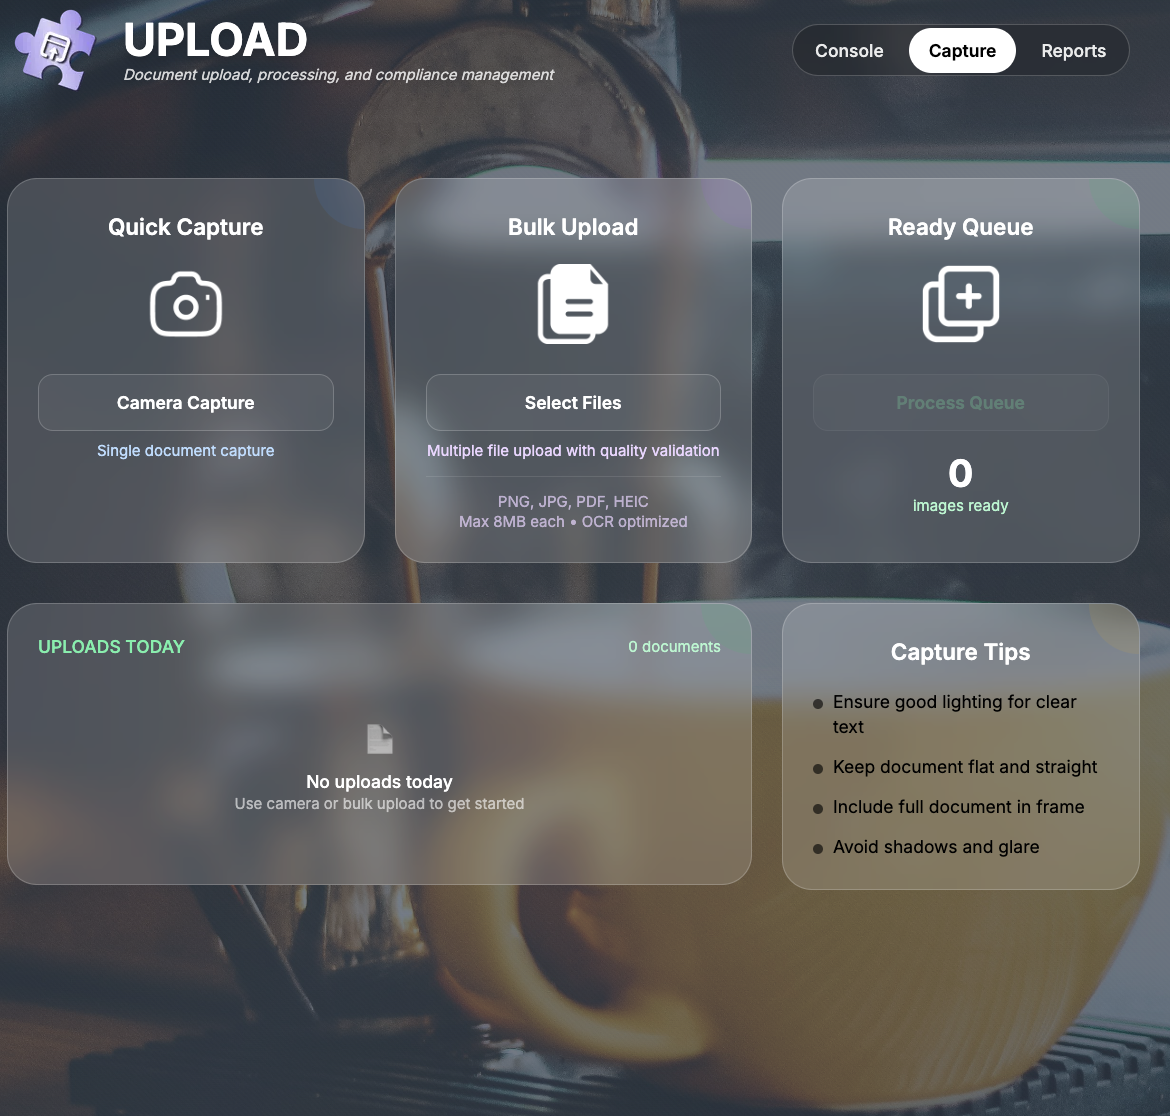 UPLOAD
Document upload, processing, and compliance management
Console
Capture
Reports
Quick Capture
Camera Capture
Single document capture
Bulk Upload
Select Files
Multiple file upload with quality validation
PNG, JPG, PDF, HEIC
Max 8MB each • OCR optimized
Ready Queue
Process Queue
0
images ready
UPLOADS TODAY
0 documents
No uploads today
Use camera or bulk upload to get started
Capture Tips
Ensure good lighting for clear
text
Keep document flat and straight
Include full document in frame
Avoid shadows and glare